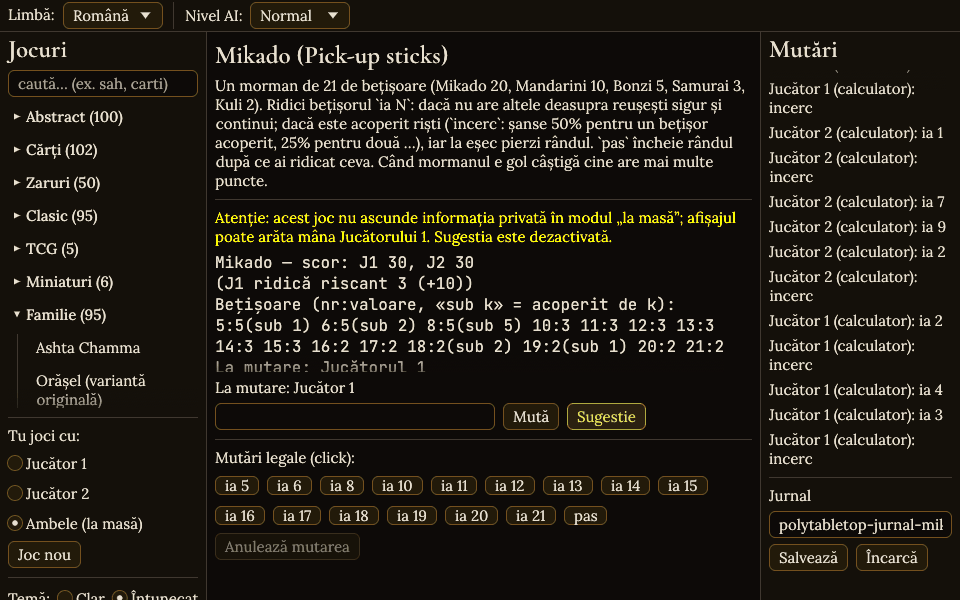 Limbă: Română ▼ Nivel AI: Normal ▼
Jocuri
caută... (ex. sah, carti)
▸ Abstract (100)
▸ Cărți (102)
▸ Zaruri (50)
▸ Clasic (95)
▸ TCG (5)
▸ Miniaturi (6)
▾ Familie (95)
Ashta Chamma
Orășel (variantă
originală)
Tu joci cu:
Jucător 1
Jucător 2
Ambele (la masă)
Joc nou
Temă: Clar Întunecat
Mikado (Pick-up sticks)
Un morman de 21 de bețișoare (Mikado 20, Mandarini 10, Bonzi 5, Samurai 3,
Kuli 2). Ridici bețișorul `ia N`: dacă nu are altele deasupra reușești sigur și
continui; dacă este acoperit riști (`incerc`: șanse 50% pentru un bețișor
acoperit, 25% pentru două ...), iar la eșec pierzi rândul. `pas` încheie rândul
după ce ai ridicat ceva. Când mormanul e gol câștigă cine are mai multe
puncte.
Atenție: acest joc nu ascunde informația privată în modul „la masă”; afișajul
poate arăta mâna Jucătorului 1. Sugestia este dezactivată.
Mikado — scor: J1 30, J2 30
(J1 ridică riscant 3 (+10))
Bețișoare (nr:valoare, «sub k» = acoperit de k):
5:5(sub 1) 6:5(sub 2) 8:5(sub 5) 10:3 11:3 12:3 13:3
14:3 15:3 16:2 17:2 18:2(sub 2) 19:2(sub 1) 20:2 21:2
La mutare: Jucătorul 1
La mutare: Jucător 1
Mută Sugestie
Mutări legale (click):
ia 5 ia 6 ia 8 ia 10 ia 11 ia 12 ia 13 ia 14 ia 15
ia 16 ia 17 ia 18 ia 19 ia 20 ia 21 pas
Anulează mutarea
Mutări
Jucător 1 (calculator):
incerc
Jucător 2 (calculator): ia 1
Jucător 2 (calculator):
incerc
Jucător 2 (calculator): ia 7
Jucător 2 (calculator): ia 9
Jucător 2 (calculator): ia 2
Jucător 2 (calculator):
incerc
Jucător 1 (calculator): ia 2
Jucător 1 (calculator):
incerc
Jucător 1 (calculator): ia 4
Jucător 1 (calculator): ia 3
Jucător 1 (calculator):
incerc
Jurnal
polytabletop-jurnal-mi
Salvează Încarcă